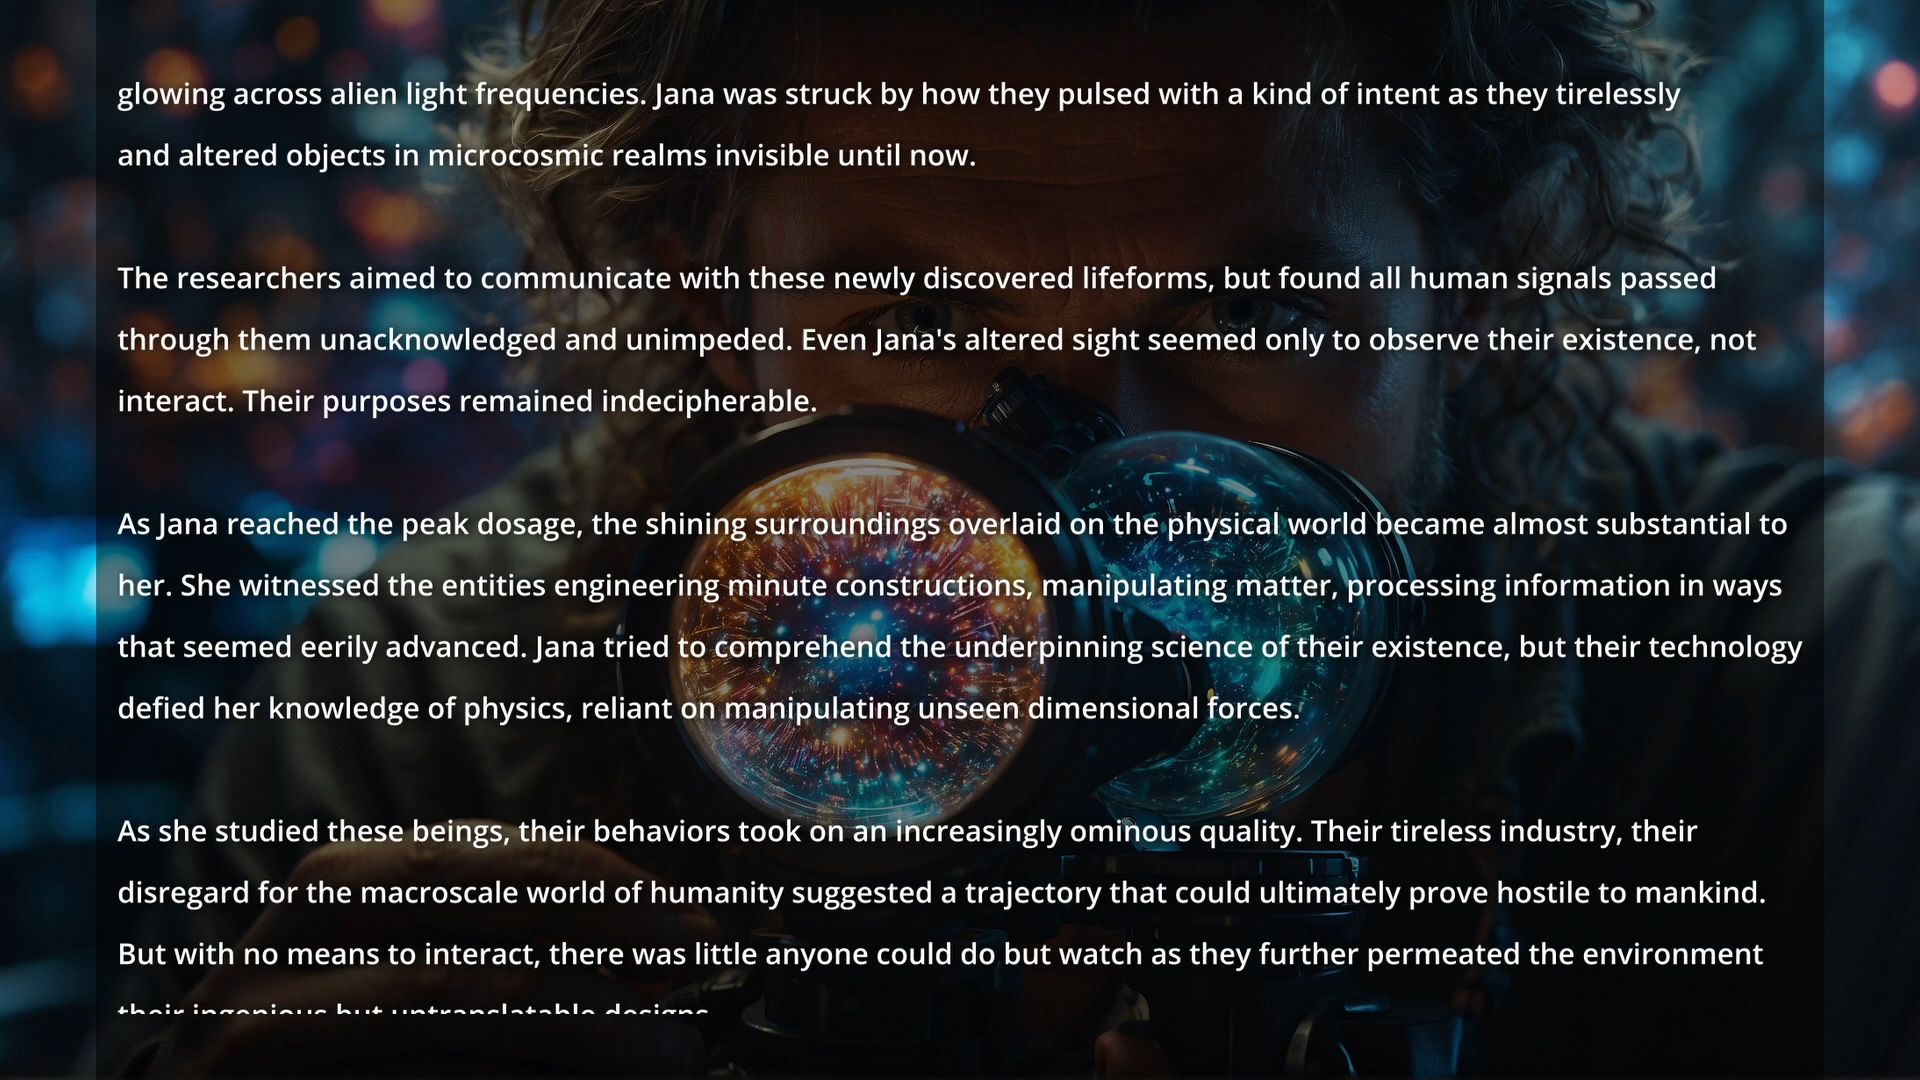 glowing across alien light frequencies. Jana was struck by how they pulsed with a kind of intent as they tirelessly
and altered objects in microcosmic realms invisible until now.
The researchers aimed to communicate with these newly discovered lifeforms, but found all human signals passed
through them unacknowledged and unimpeded. Even Jana's altered sight seemed only to observe their existence, not
interact. Their purposes remained indecipherable.
As Jana reached the peak dosage, the shining surroundings overlaid on the physical world became almost substantial to
her. She witnessed the entities engineering minute constructions, manipulating matter, processing information in ways
that seemed eerily advanced. Jana tried to comprehend the underpinning science of their existence, but their technology
defied her knowledge of physics, reliant on manipulating unseen dimensional forces.
As she studied these beings, their behaviors took on an increasingly ominous quality. Their tireless industry, their
disregard for the macroscale world of humanity suggested a trajectory that could ultimately prove hostile to mankind.
But with no means to interact, there was little anyone could do but watch as they further permeated the environment
their ingenious but untranslatable designs.